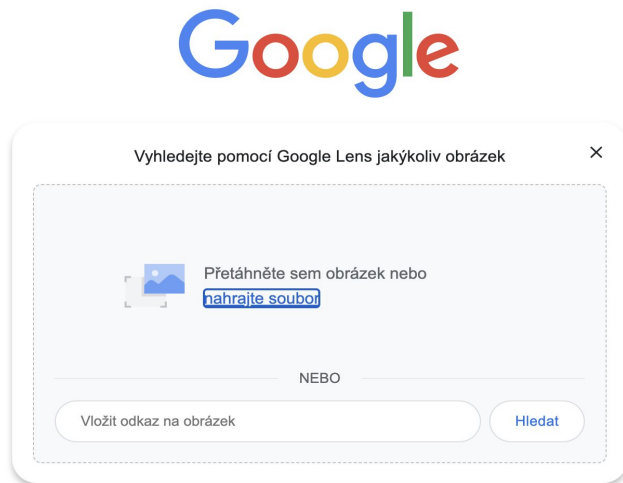 Google
Vyhledejte pomocí Google Lens jakýkoliv obrázek
Přetáhněte sem obrázek nebo
nahrajte soubor
NEBO
Vložit odkaz na obrázek
Hledat